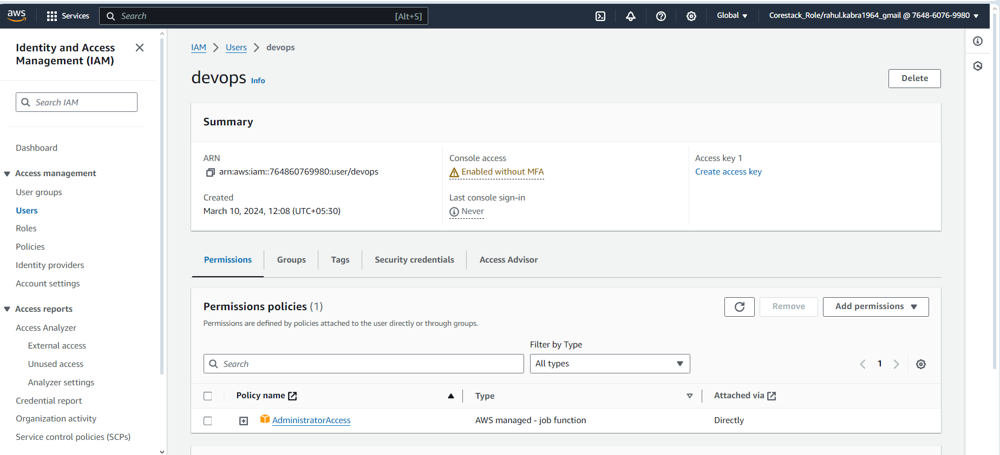 aws
Services
Search
[Alt+S]
Global
Corestack_Role/rahul.kabra1964_gmail @ 7648-6076-9980
Identity and Access
Management (IAM)
Search IAM
Dashboard
Access management
User groups
Users
Roles
Policies
Identity providers
Account settings
Access reports
Access Analyzer
External access
Unused access
Analyzer settings
Credential report
Organization activity
Service control policies (SCPs)
IAM > Users > devops
devops Info
Delete
Summary
ARN
arn:aws:iam::764860769980:user/devops
Created
March 10, 2024, 12:08 (UTC+05:30)
Console access
Enabled without MFA
Last console sign-in
Never
Access key 1
Create access key
Permissions
Groups
Tags
Security credentials
Access Advisor
Permissions policies (1)
Permissions are defined by policies attached to the user directly or through groups.
Remove
Add permissions
Filter by Type
Search
All types
1
Policy name
Type
Attached via
AdministratorAccess
AWS managed - job function
Directly